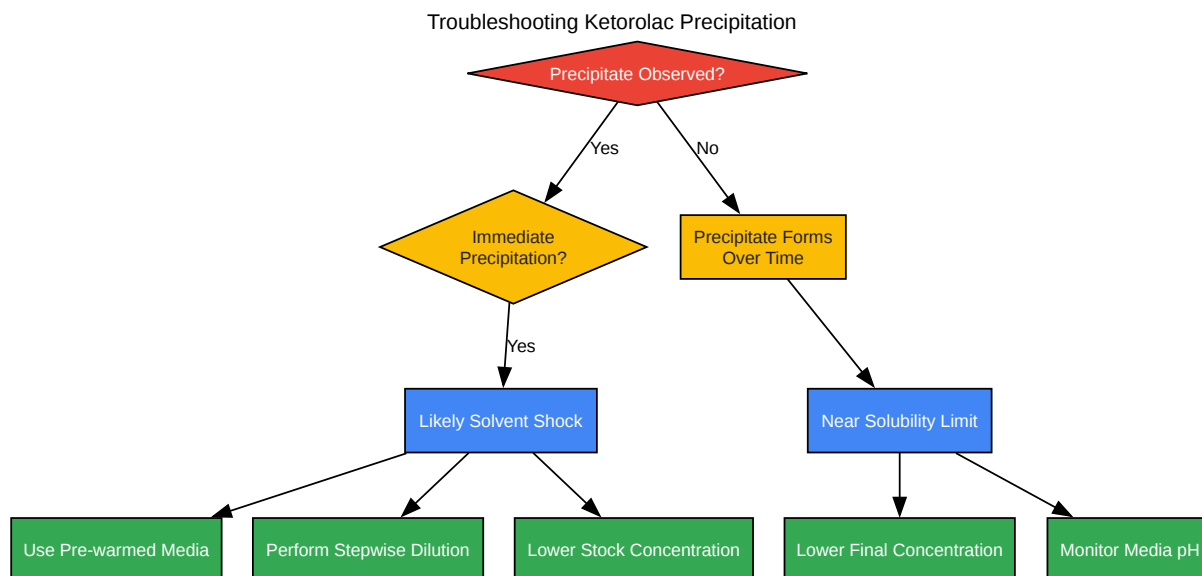 Troubleshooting Ketorolac Precipitation
Precipitate Observed?
Yes
No
Immediate
Precipitation?
Precipitate Forms
Over Time
Yes
Likely Solvent Shock
Near Solubility Limit
Use Pre-warmed Media
Perform Stepwise Dilution
Lower Stock Concentration
Lower Final Concentration
Monitor Media pH